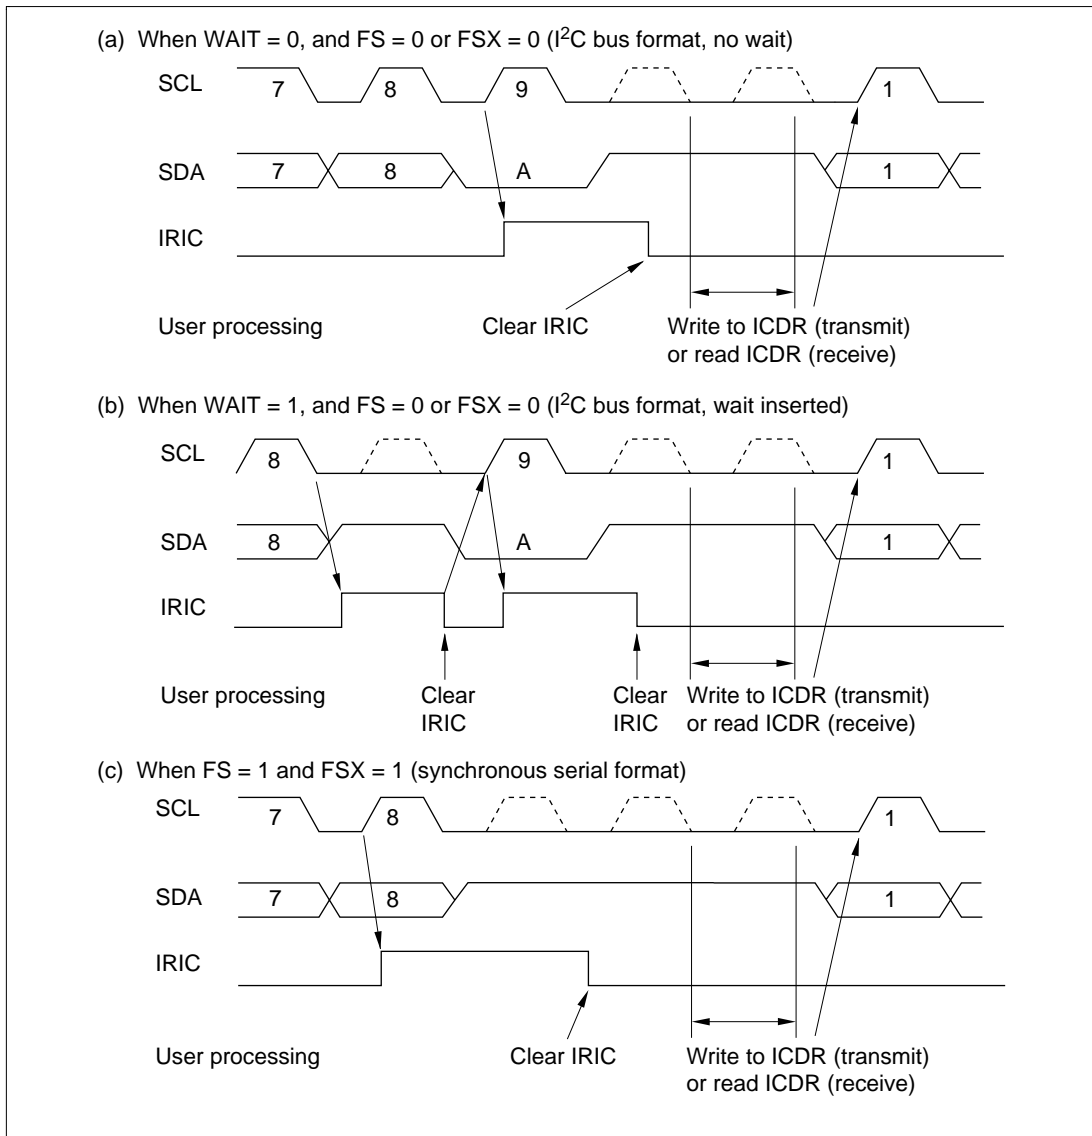 (a) When WAIT = 0, and FS = 0 or FSX = 0 (I²C bus format, no wait)
SCL
7 8 9 1
SDA
7 8 A 1
IRIC
User processing Clear IRIC Write to ICDR (transmit)
or read ICDR (receive)
(b) When WAIT = 1, and FS = 0 or FSX = 0 (I²C bus format, wait inserted)
SCL
8 9 1
SDA
8 A 1
IRIC
User processing Clear Clear Write to ICDR (transmit)
IRIC IRIC or read ICDR (receive)
(c) When FS = 1 and FSX = 1 (synchronous serial format)
SCL
7 8 1
SDA
7 8 1
IRIC
User processing Clear IRIC Write to ICDR (transmit)
or read ICDR (receive)